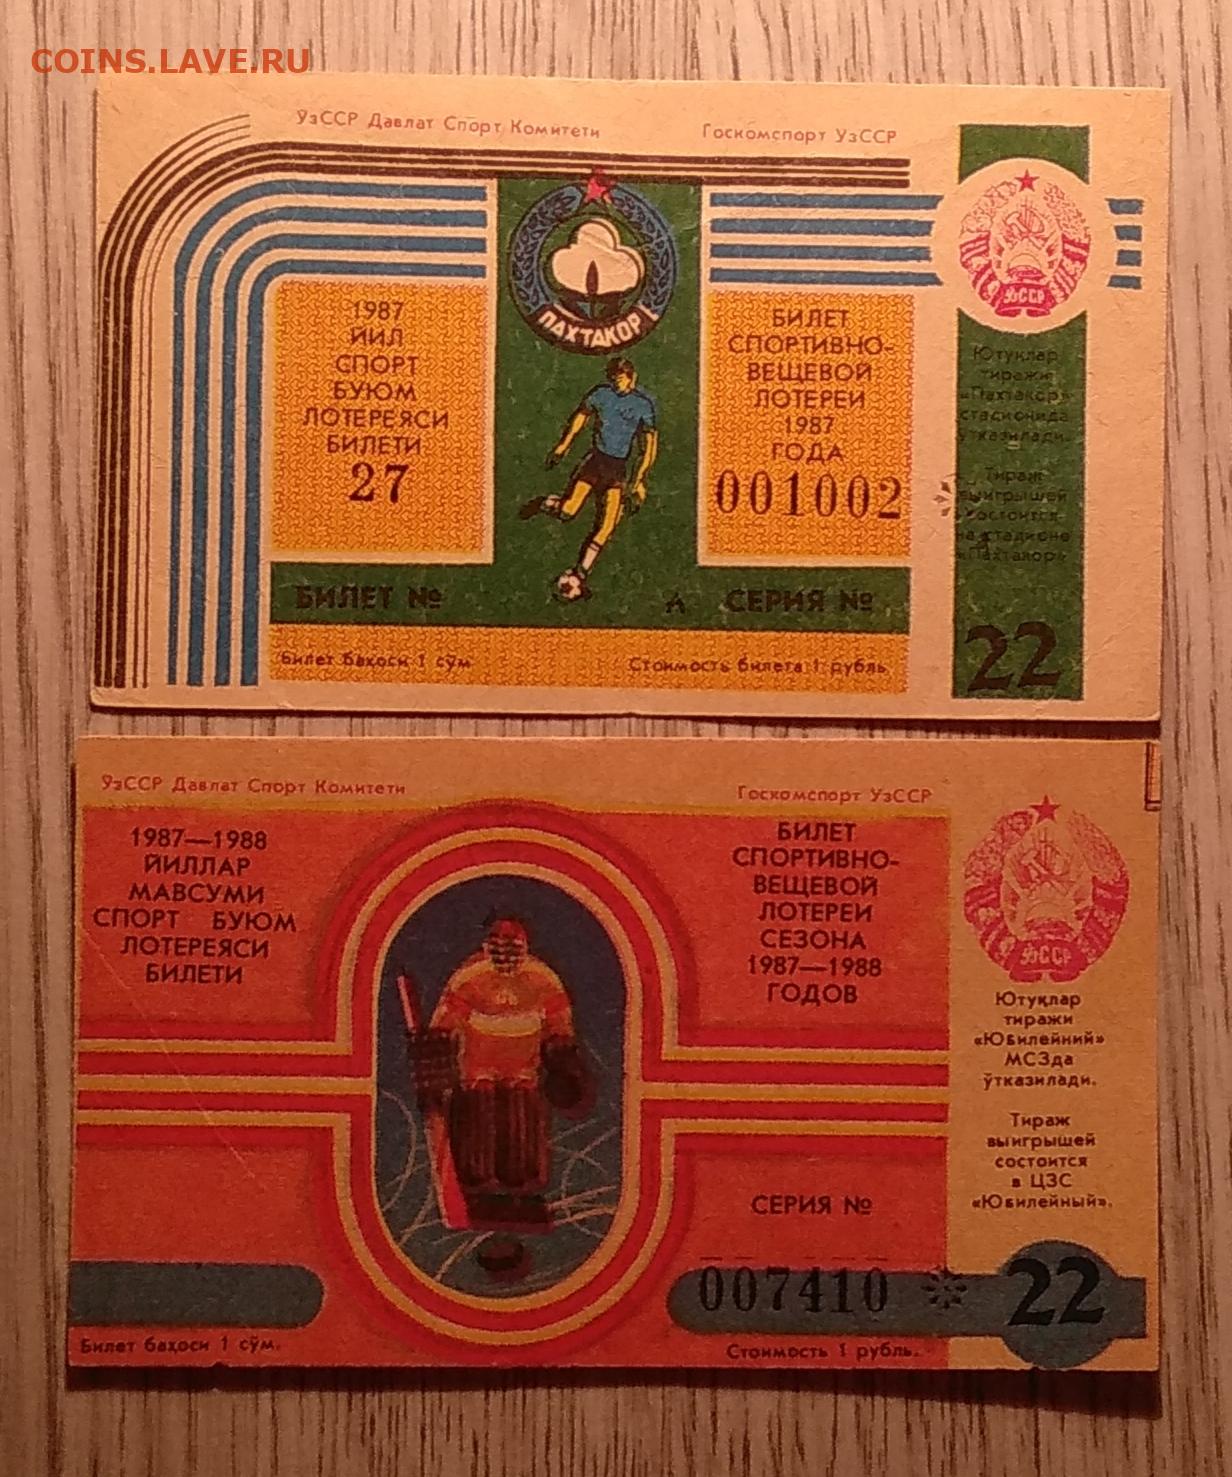 COINS.LAVE.RU
ЎзССР Давлат Спорт Комитети
Госкомспорт УзССР
ПАХТАКОР
1987
ЙИЛ
СПОРТ
БУЮМ
ЛОТЕРЕЯСИ
БИЛЕТИ
27
БИЛЕТ
СПОРТИВНО-
ВЕЩЕВОЙ
ЛОТЕРЕИ
1987
ГОДА
001002
БИЛЕТ №
А СЕРИЯ №
Билет баҳоси 1 сўм
Стоимость билета 1 рубль
ЎзССР
Ютуқлар
тиражи
«Пахтакор»
стадионида
ўтказилади.
Тираж
выигрышей
состоится
на стадионе
«Пахтакор»
22
ЎзССР Давлат Спорт Комитети
Госкомспорт УзССР
1987—1988
ЙИЛЛАР
МАВСУМИ
СПОРТ БУЮМ
ЛОТЕРЕЯСИ
БИЛЕТИ
БИЛЕТ
СПОРТИВНО-
ВЕЩЕВОЙ
ЛОТЕРЕИ
СЕЗОНА
1987—1988
ГОДОВ
СЕРИЯ №
007410
Билет баҳоси 1 сўм.
Стоимость 1 рубль.
ЎзССР
Ютуқлар
тиражи
«Юбилейний»
МСЗда
ўтказилади.
Тираж
выигрышей
состоится
в ЦЗС
«Юбилейный».
22